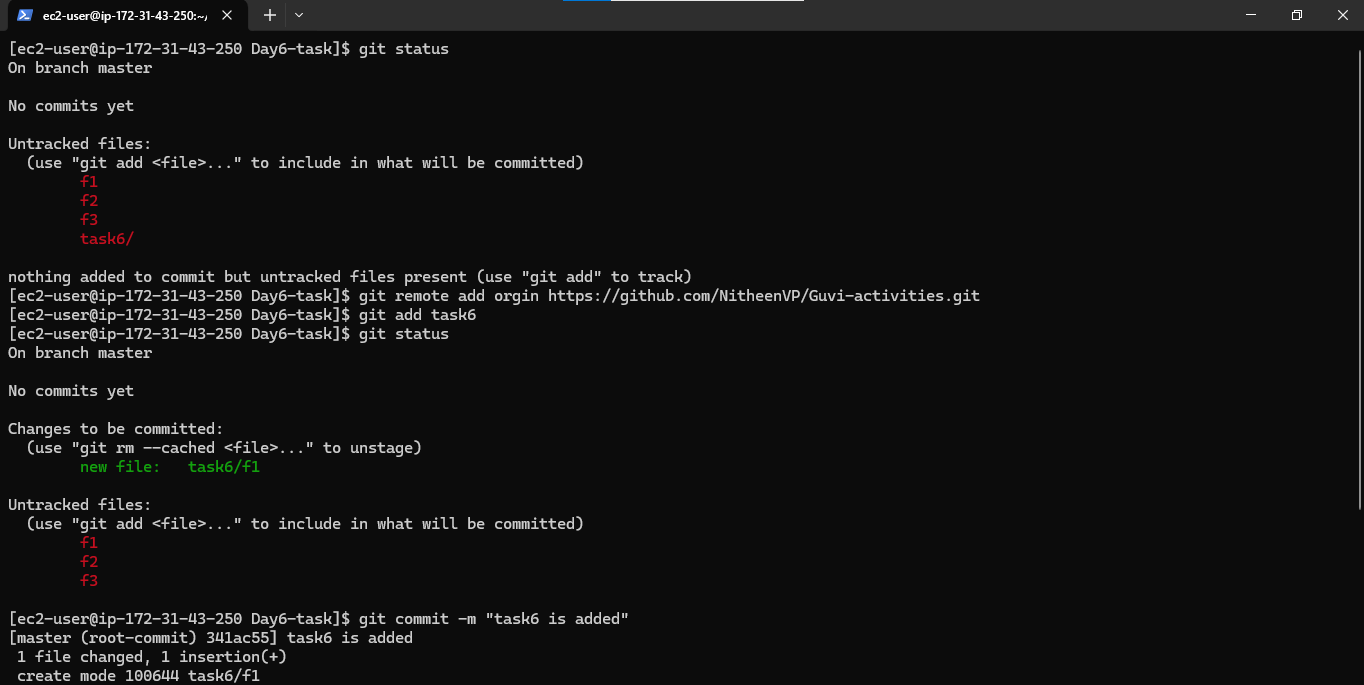 ec2-user@ip-172-31-43-250:~/
[ec2-user@ip-172-31-43-250 Day6-task]$ git status
On branch master
No commits yet
Untracked files:
  (use "git add <file>..." to include in what will be committed)
        f1
        f2
        f3
        task6/
nothing added to commit but untracked files present (use "git add" to track)
[ec2-user@ip-172-31-43-250 Day6-task]$ git remote add orgin https://github.com/NitheenVP/Guvi-activities.git
[ec2-user@ip-172-31-43-250 Day6-task]$ git add task6
[ec2-user@ip-172-31-43-250 Day6-task]$ git status
On branch master
No commits yet
Changes to be committed:
  (use "git rm --cached <file>..." to unstage)
        new file:   task6/f1
Untracked files:
  (use "git add <file>..." to include in what will be committed)
        f1
        f2
        f3
[ec2-user@ip-172-31-43-250 Day6-task]$ git commit -m "task6 is added"
[master (root-commit) 341ac55] task6 is added
 1 file changed, 1 insertion(+)
 create mode 100644 task6/f1